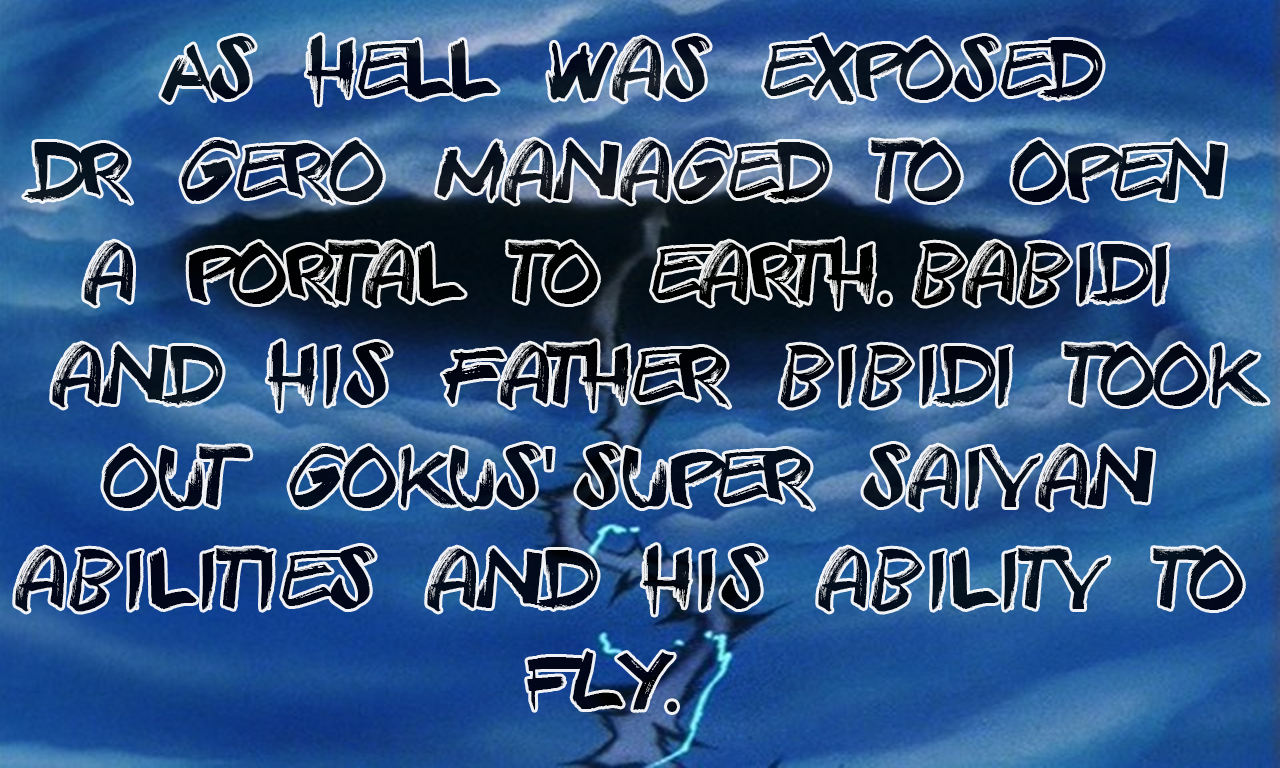 AS HELL WAS EXPOSED
DR GERO MANAGED TO OPEN
A PORTAL TO EARTH. BABIDI
AND HIS FATHER BIBIDI TOOK
OUT GOKUS' SUPER SAIYAN
ABILITIES AND HIS ABILITY TO
FLY.